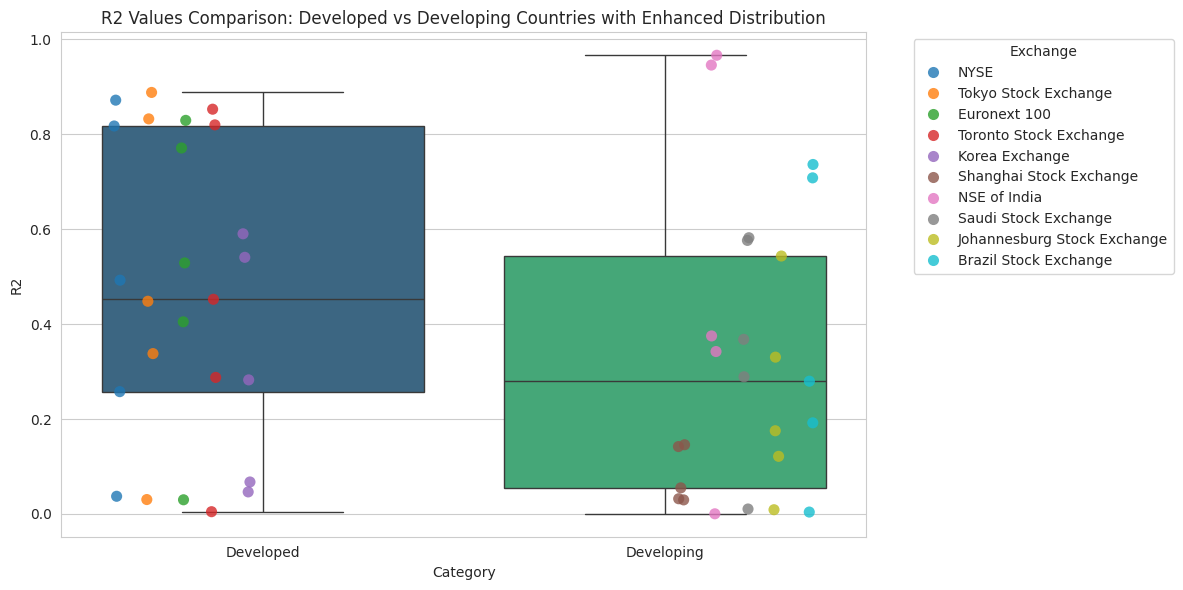 R2 Values Comparison: Developed vs Developing Countries with Enhanced Distribution
1.0
0.8
0.6
0.4
0.2
0.0
R2
Developed
Developing
Category
Exchange
NYSE
Tokyo Stock Exchange
Euronext 100
Toronto Stock Exchange
Korea Exchange
Shanghai Stock Exchange
NSE of India
Saudi Stock Exchange
Johannesburg Stock Exchange
Brazil Stock Exchange